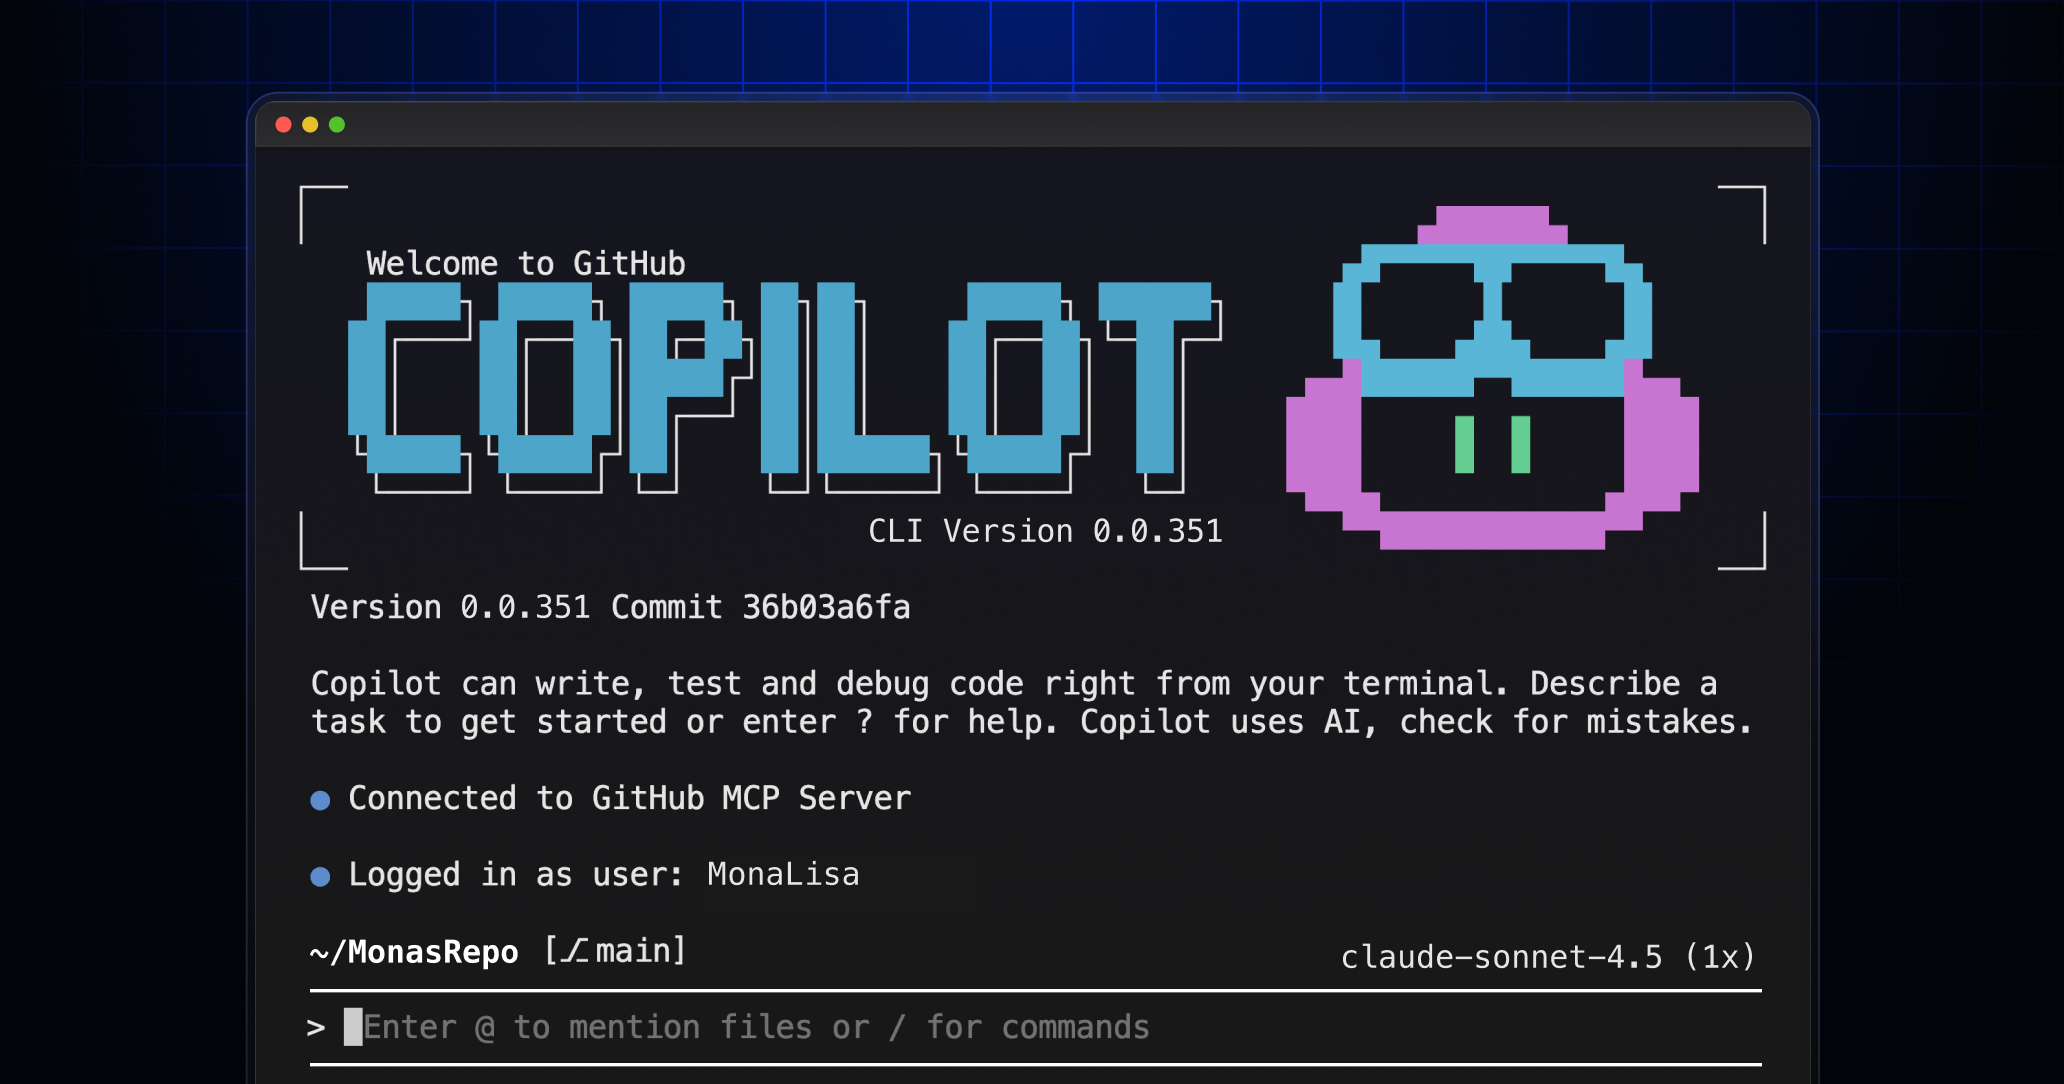 Welcome to GitHub
COPILOT
CLI Version 0.0.351
Version 0.0.351 Commit 36b03a6fa
Copilot can write, test and debug code right from your terminal. Describe a
task to get started or enter ? for help. Copilot uses AI, check for mistakes.
● Connected to GitHub MCP Server
● Logged in as user: MonaLisa
~/MonasRepo [⎇main]
claude-sonnet-4.5 (1x)
> Enter @ to mention files or / for commands